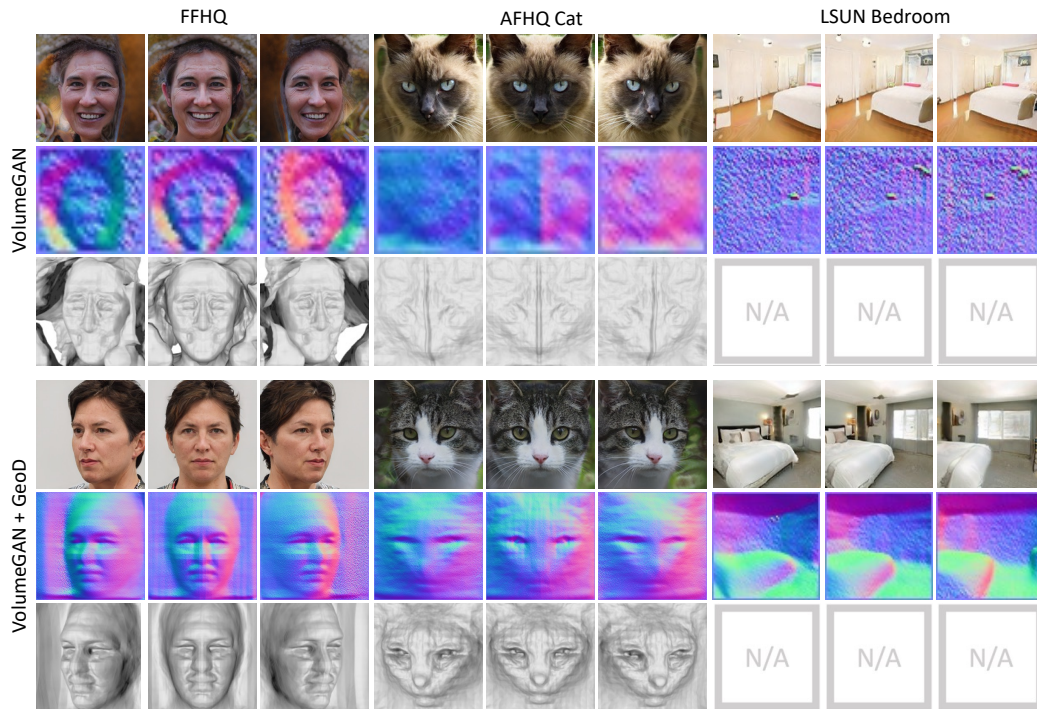 FFHQ
AFHQ Cat
LSUN Bedroom
VolumeGAN
N/A
N/A
N/A
VolumeGAN + GeoD
N/A
N/A
N/A